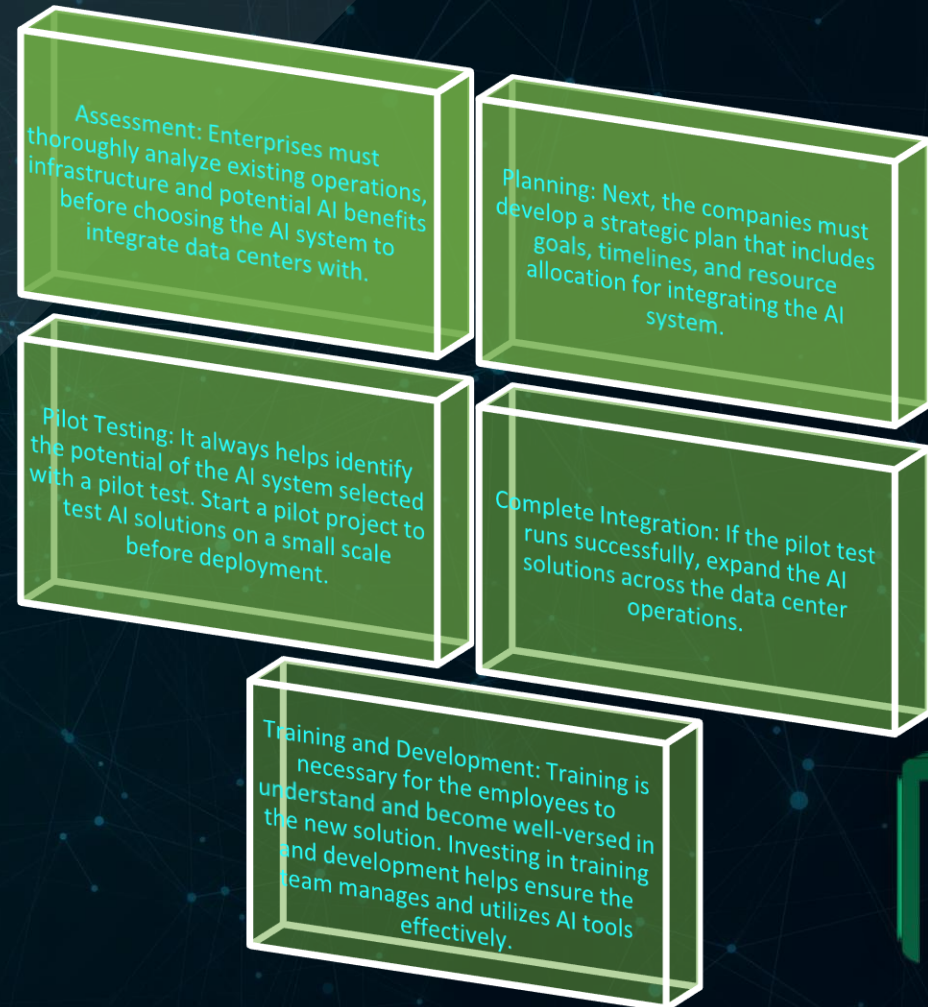 Assessment: Enterprises must
thoroughly analyze existing operations,
infrastructure and potential AI benefits
before choosing the AI system to
integrate data centers with.
Planning: Next, the companies must
develop a strategic plan that includes
goals, timelines, and resource
allocation for integrating the AI
system.
Pilot Testing: It always helps identify
the potential of the AI system selected
with a pilot test. Start a pilot project to
test AI solutions on a small scale
before deployment.
Complete Integration: If the pilot test
runs successfully, expand the AI
solutions across the data center
operations.
Training and Development: Training is
necessary for the employees to
understand and become well-versed in
the new solution. Investing in training
and development helps ensure the
team manages and utilizes AI tools
effectively.